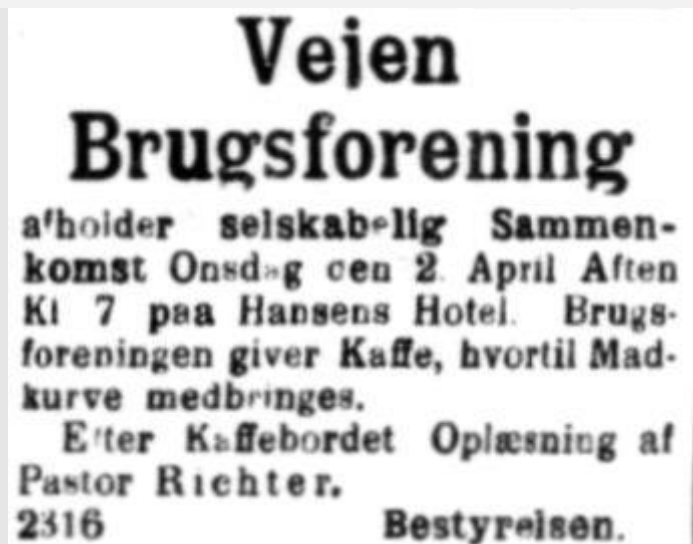 Vejen
Brugsforening
afholder selskabelig Sammen-
komst Onsdag den 2. April Aften
Kl 7 paa Hansens Hotel. Brugs-
foreningen giver Kaffe, hvortil Mad-
kurve medbringes.
Efter Kaffebordet Oplæsning af
Pastor Richter.
2316 Bestyrelsen.